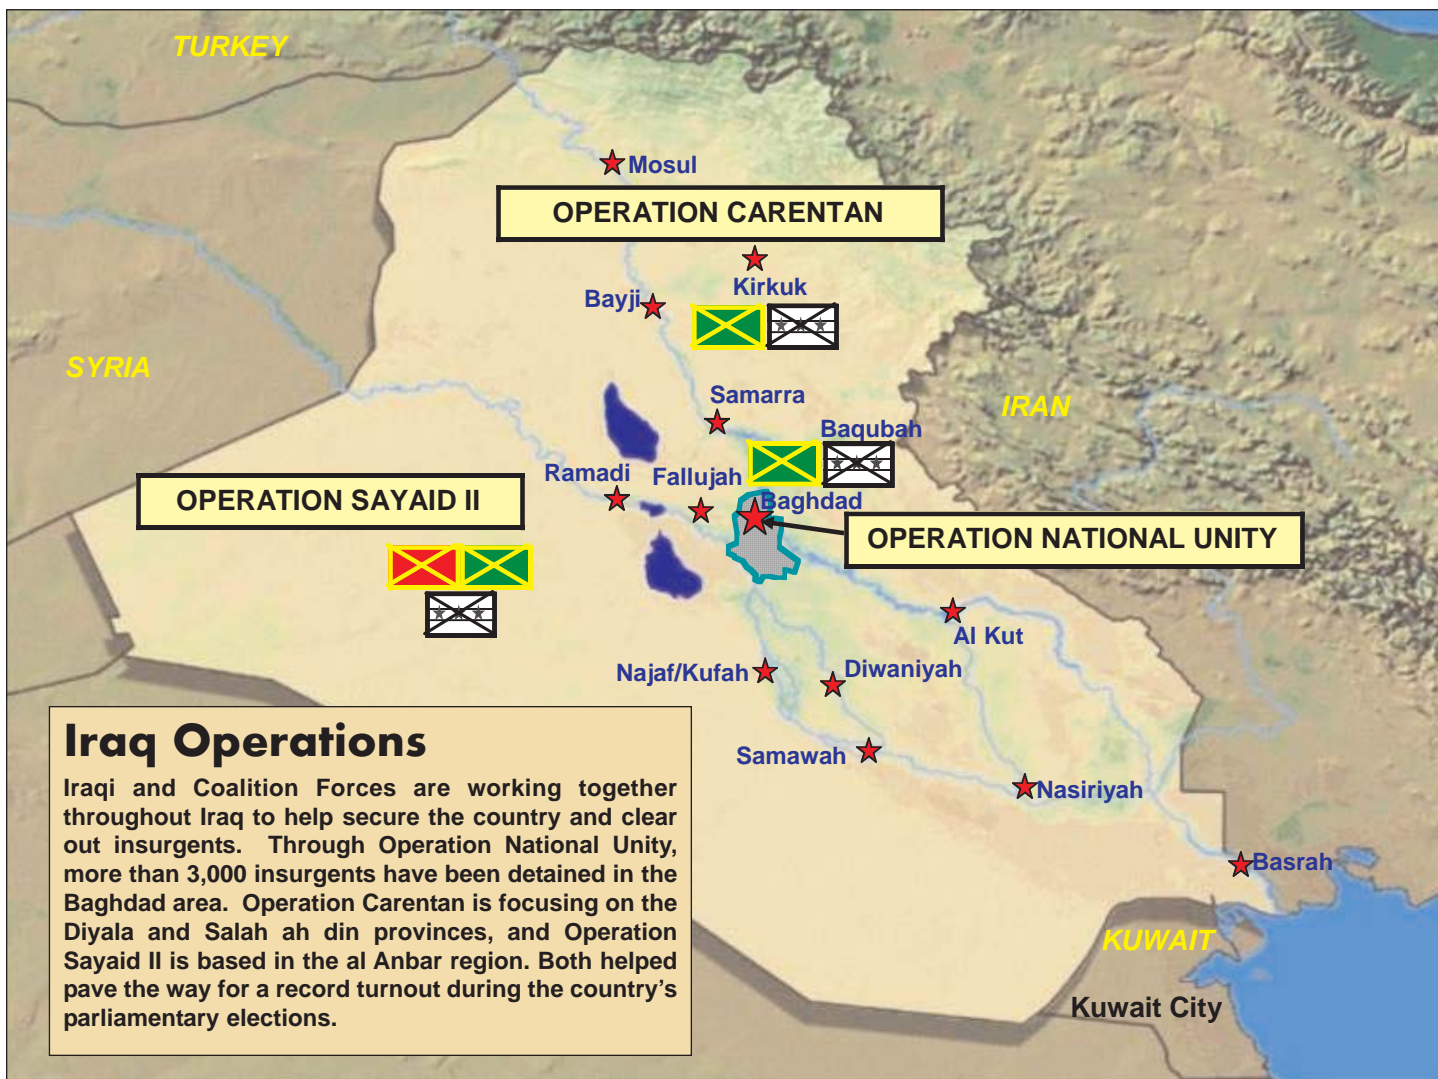 TURKEY
Mosul
OPERATION CARENTAN
Kirkuk
Bayji
SYRIA
Samarra
IRAN
Baqubah
Ramadi
Fallujah
OPERATION SAYAID II
Baghdad
OPERATION NATIONAL UNITY
Al Kut
Najaf/Kufah
Diwaniyah
Samawah
Nasiriyah
Basrah
KUWAIT
Kuwait City
Iraq Operations
Iraqi and Coalition Forces are working together
throughout Iraq to help secure the country and clear
out insurgents. Through Operation National Unity,
more than 3,000 insurgents have been detained in the
Baghdad area. Operation Carentan is focusing on the
Diyala and Salah ah din provinces, and Operation
Sayaid II is based in the al Anbar region. Both helped
pave the way for a record turnout during the country's
parliamentary elections.